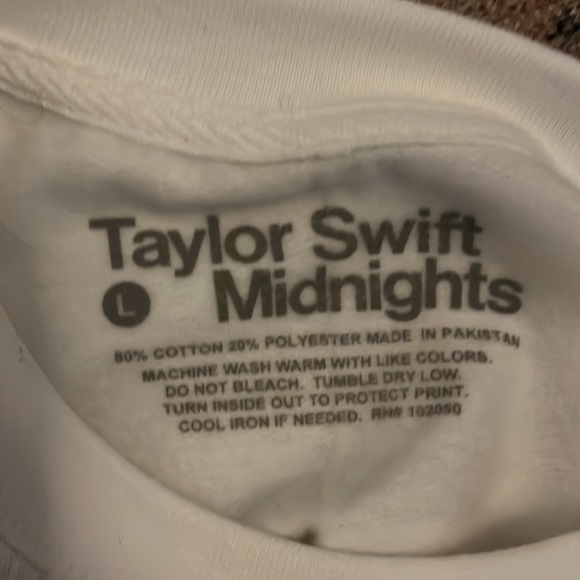 Taylor Swift
L Midnights
80% COTTON 20% POLYESTER MADE IN PAKISTAN
MACHINE WASH WARM WITH LIKE COLORS.
DO NOT BLEACH. TUMBLE DRY LOW.
TURN INSIDE OUT TO PROTECT PRINT.
COOL IRON IF NEEDED. RN# 102050